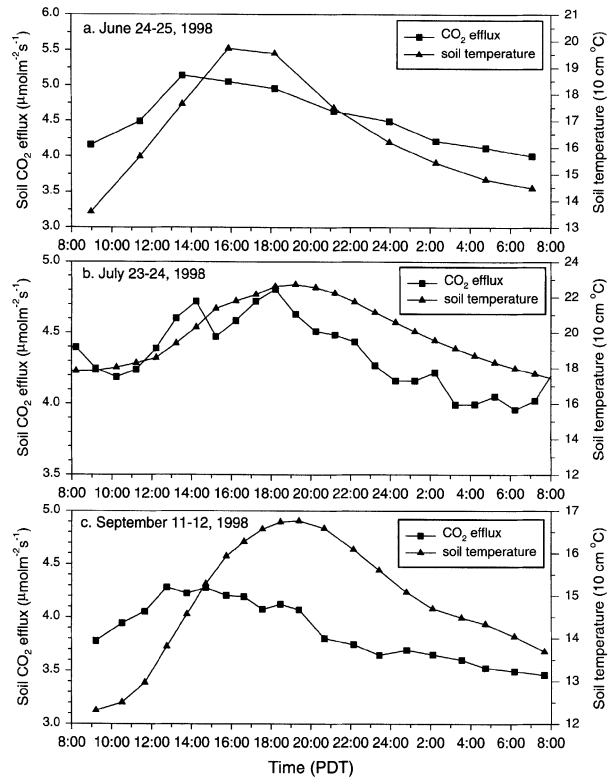 a. June 24-25, 1998
CO2 efflux
soil temperature
Soil CO2 efflux (μmolm⁻²s⁻¹)
6.0
5.5
5.0
4.5
4.0
3.5
3.0
21
20
19
18
17
16
15
14
13
Soil temperature (10 cm °C)
8:00 10:00 12:00 14:00 16:00 18:00 20:00 22:00 24:00 2:00 4:00 6:00 8:00
b. July 23-24, 1998
CO2 efflux
soil temperature
Soil CO2 efflux (μmolm⁻²s⁻¹)
5.0
4.5
4.0
3.5
24
22
20
18
16
14
12
Soil temperature (10 cm °C)
8:00 10:00 12:00 14:00 16:00 18:00 20:00 22:00 24:00 2:00 4:00 6:00 8:00
c. September 11-12, 1998
CO2 efflux
soil temperature
Soil CO2 efflux (μmolm⁻²s⁻¹)
5.0
4.5
4.0
3.5
3.0
17
16
15
14
13
12
Soil temperature (10 cm °C)
8:00 10:00 12:00 14:00 16:00 18:00 20:00 22:00 24:00 2:00 4:00 6:00 8:00
Time (PDT)